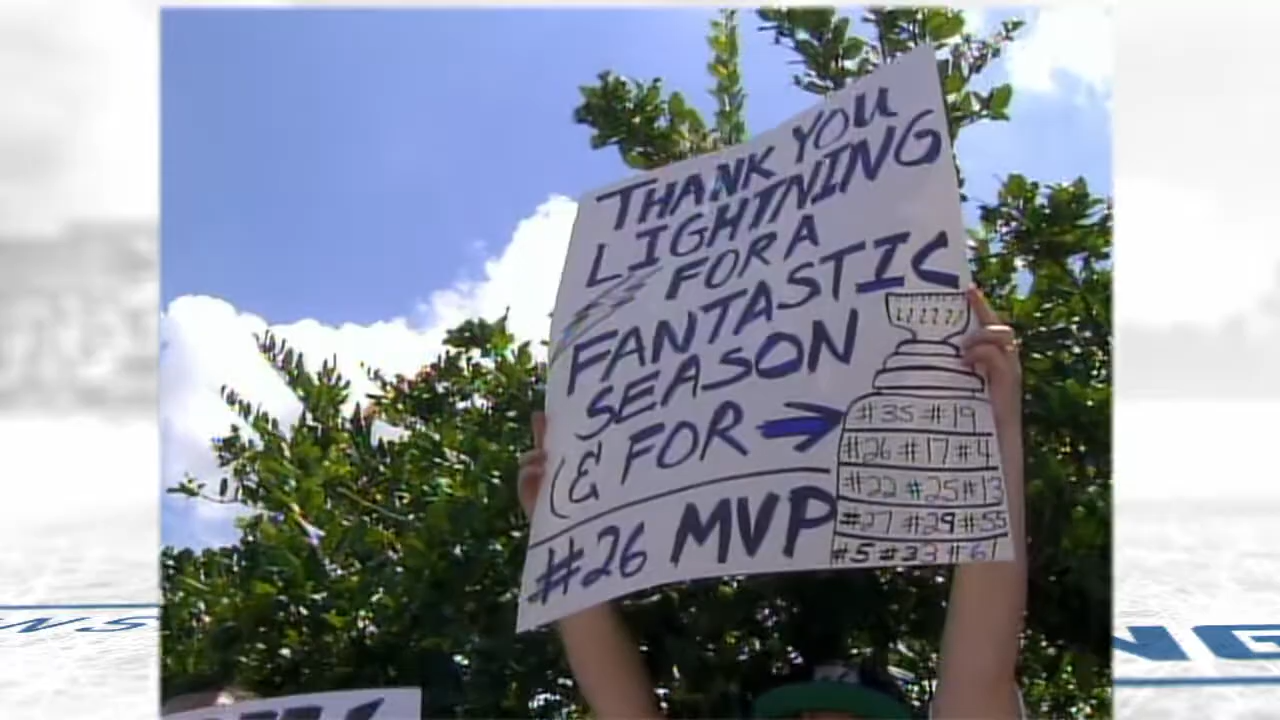 THANK YOU
LIGHTNING
FOR A
FANTASTIC
SEASON
(& FOR
#26 MVP
#35 #19
#26 #17 #4
#22 #25 #13
#27 #29 #55
#5 #33 #61
NG